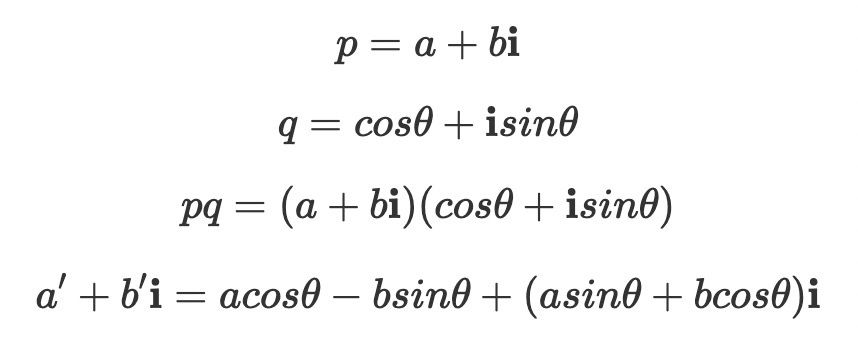 p = a + bi
q = cosθ + isinθ
pq = (a + bi)(cosθ + isinθ)
a′ + b′i = acosθ − bsinθ + (asinθ + bcosθ)i